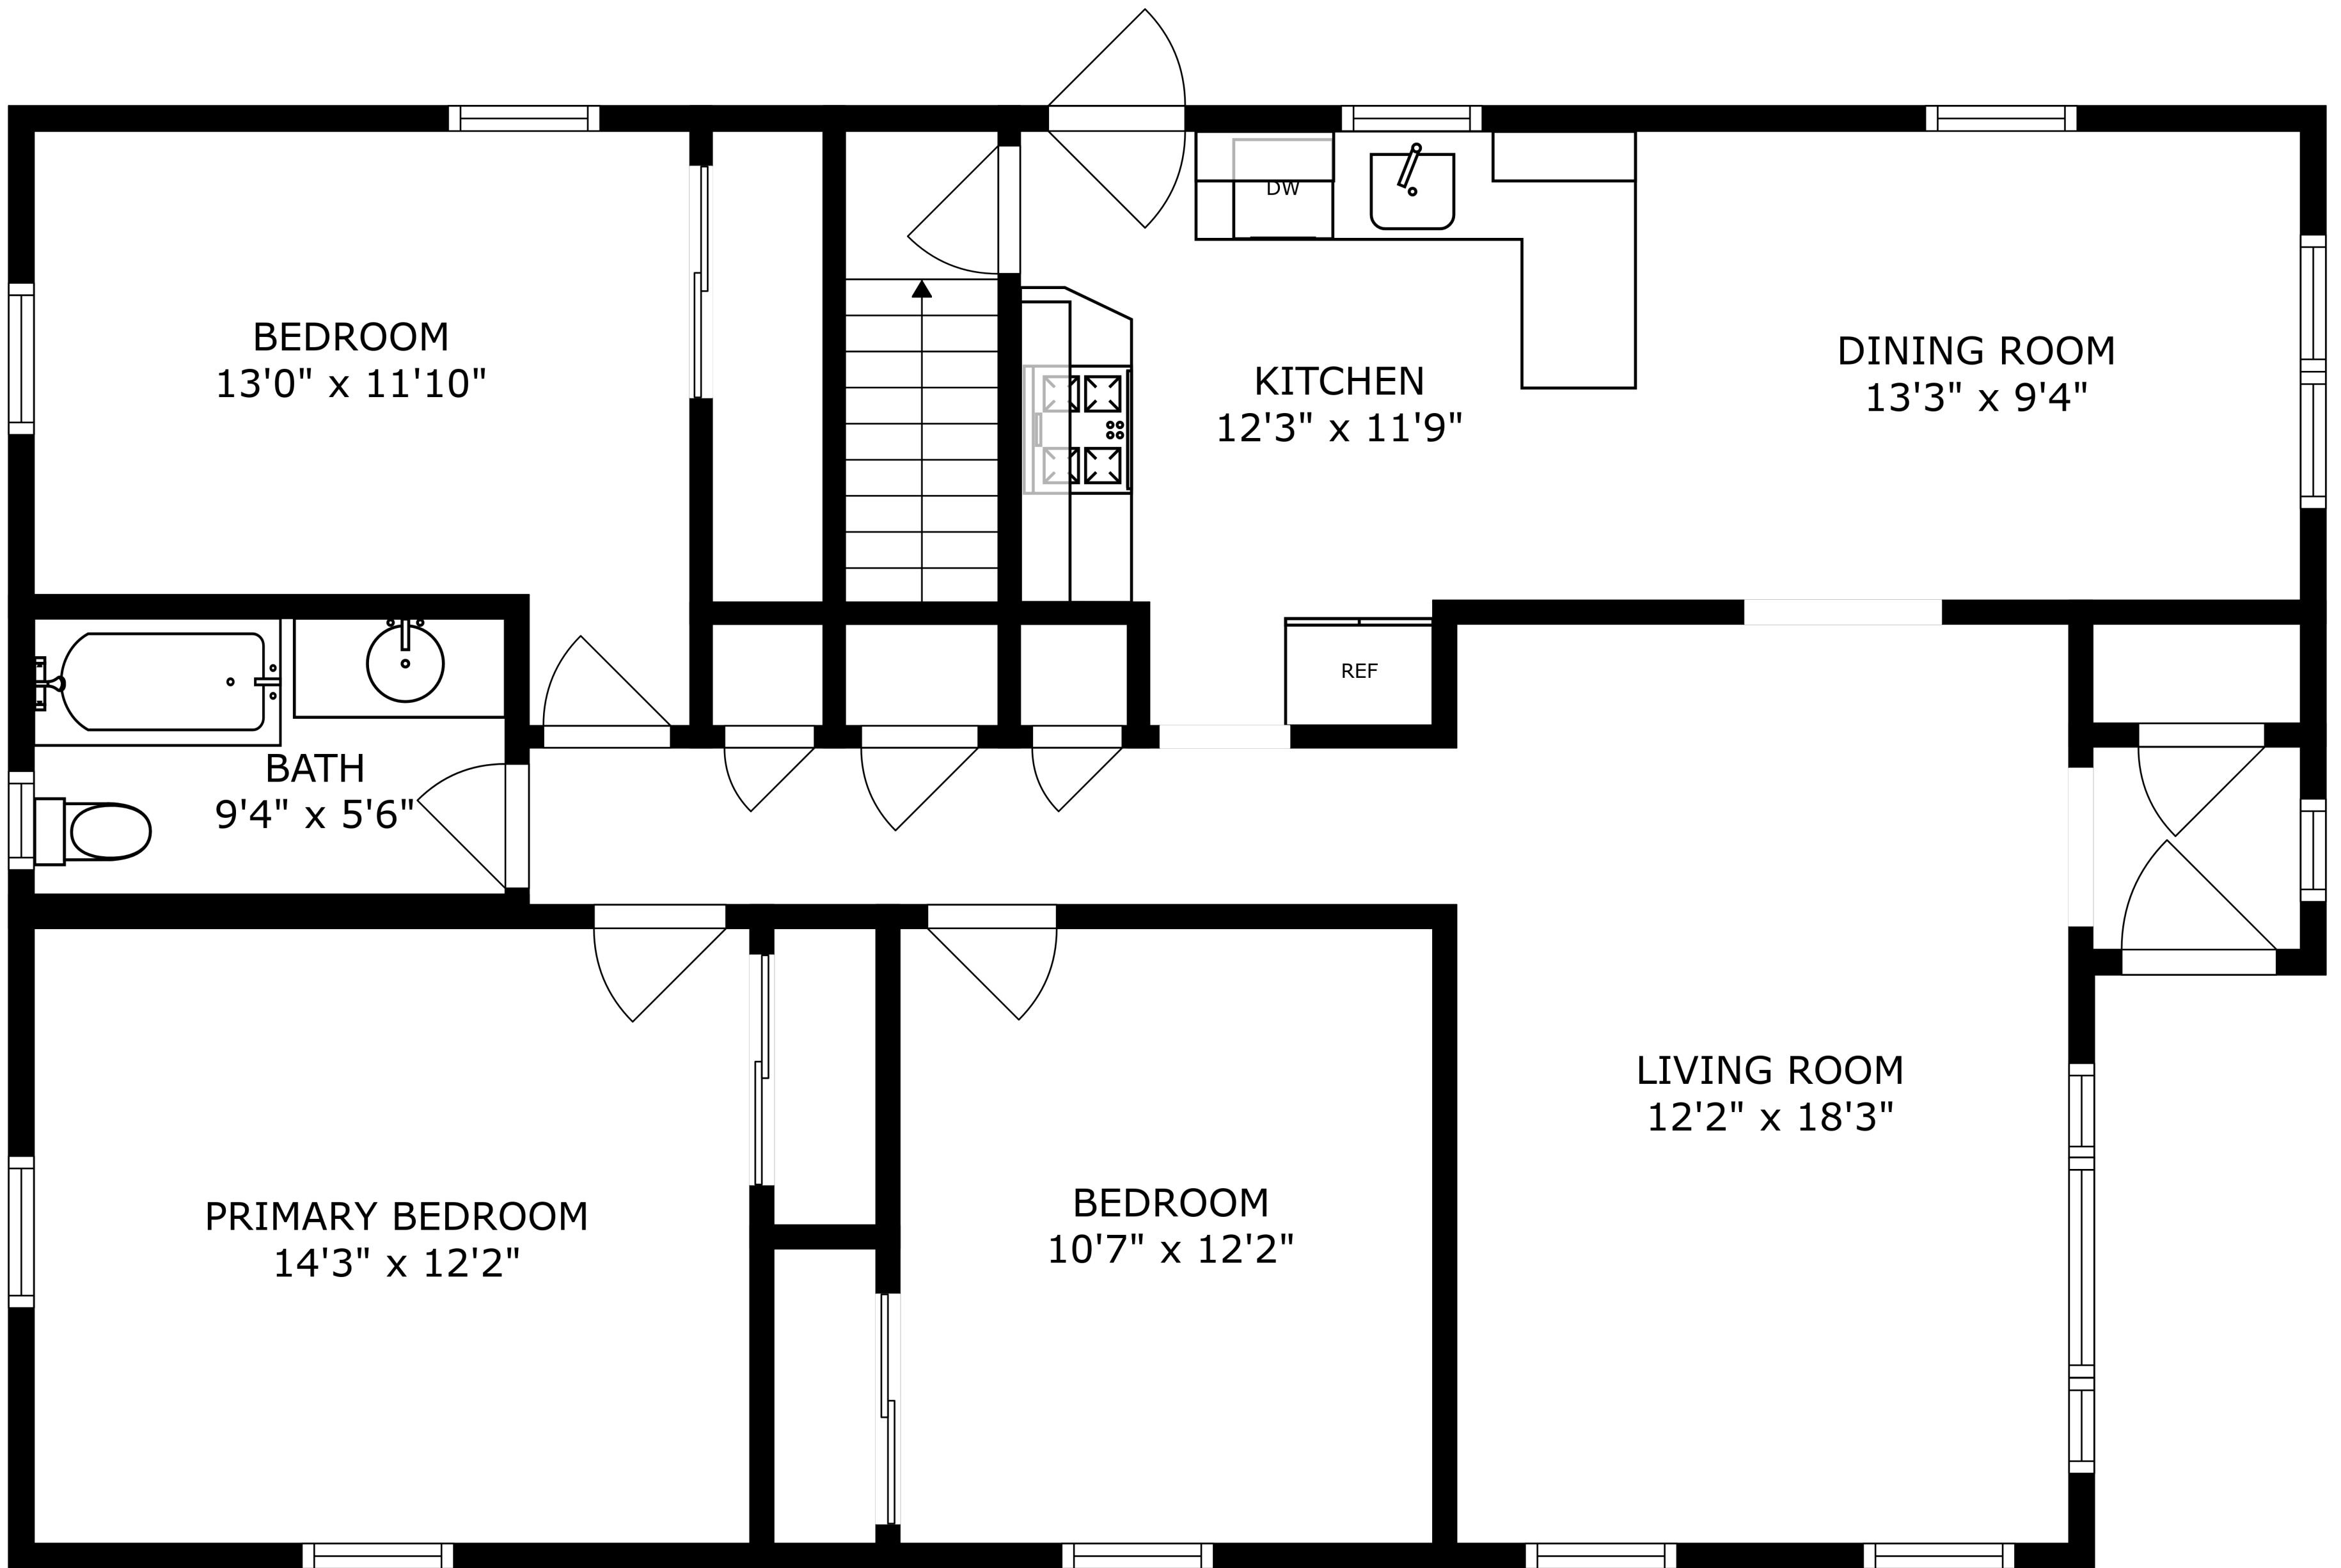 BEDROOM
13'0" x 11'10"
DW
KITCHEN
12'3" x 11'9"
DINING ROOM
13'3" x 9'4"
REF
BATH
9'4" x 5'6"
PRIMARY BEDROOM
14'3" x 12'2"
BEDROOM
10'7" x 12'2"
LIVING ROOM
12'2" x 18'3"